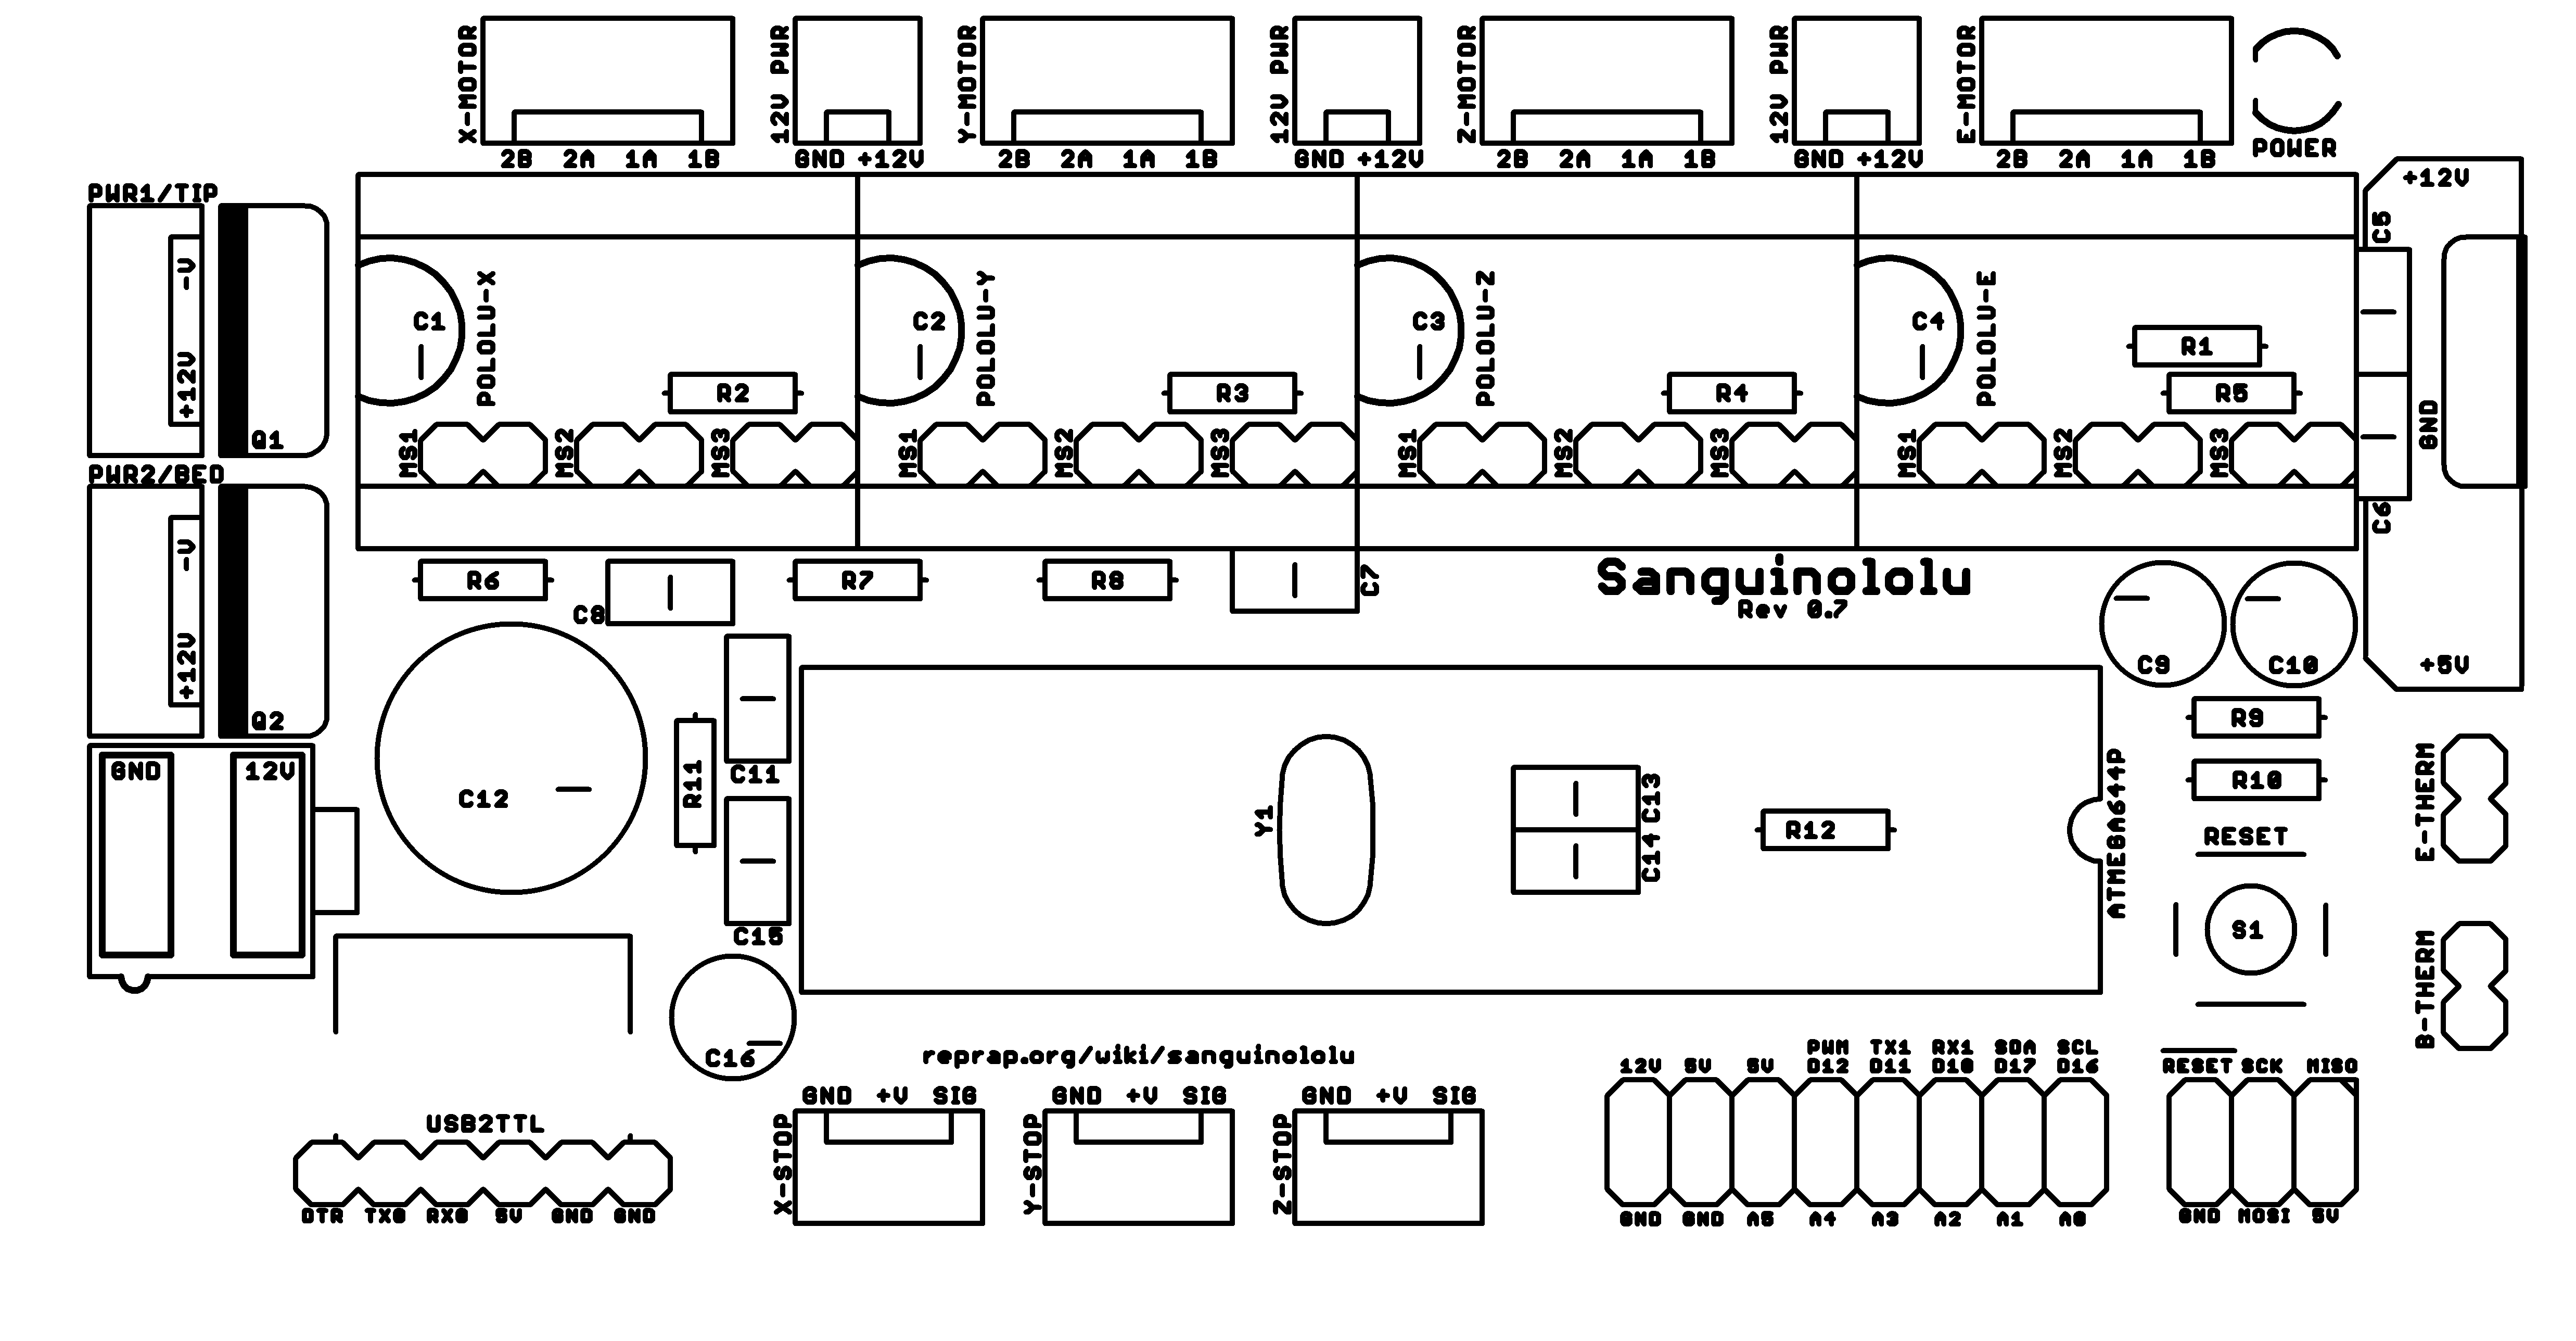 X-MOTOR
12V PWR
Y-MOTOR
12V PWR
Z-MOTOR
12V PWR
E-MOTOR
2B 2A 1A 1B
GND +12V
2B 2A 1A 1B
GND +12V
2B 2A 1A 1B
GND +12V
2B 2A 1A 1B
POWER
PWR1/TIP
-V
+12V
Q1
C1
POLOLU-X
R2
MS1
MS2
MS3
C2
POLOLU-Y
R3
MS1
MS2
MS3
C3
POLOLU-Z
R4
MS1
MS2
MS3
C4
POLOLU-E
R1
R5
MS1
MS2
MS3
+12V
C5
GND
C6
+5V
PWR2/BED
-V
+12V
Q2
R6
C8
R7
R8
C7
Sanguinololu
Rev 0.7
C9
C10
GND
12V
C12
R11
C11
C15
C16
Y1
C13
C14
R12
ATMEGA644P
R9
R10
RESET
S1
E-THERM
B-THERM
reprap.org/wiki/sanguinololu
USB2TTL
DTR TX0 RX0 5V GND GND
GND +V SIG
X-STOP
GND +V SIG
Y-STOP
GND +V SIG
Z-STOP
PWM TX1 RX1 SDA SCL
12V 5V 5V D12 D11 D10 D17 D16
GND GND A5 A4 A3 A2 A1 A0
RESET SCK MISO
GND MOSI 5V